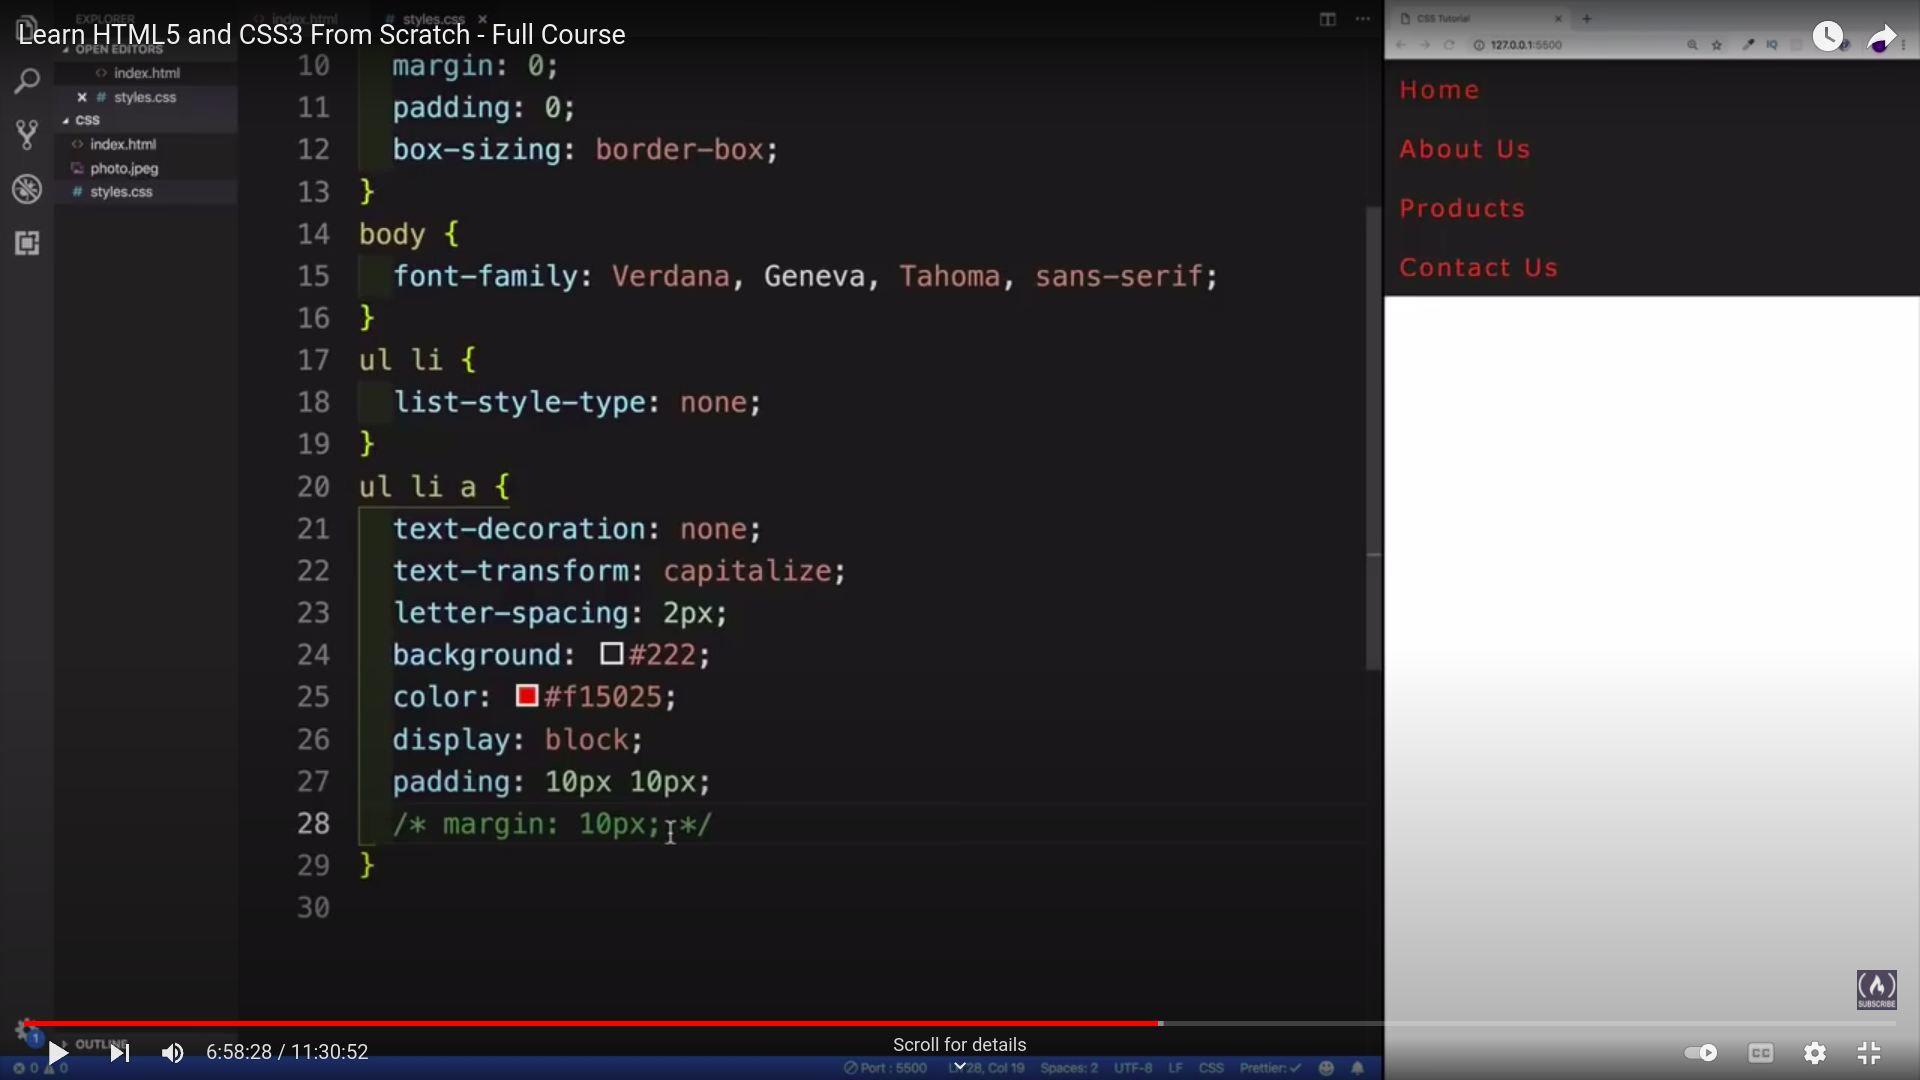 Learn HTML5 and CSS3 From Scratch - Full Course
EXPLORER
OPEN EDITORS
index.html
styles.css
CSS
index.html
photo.jpeg
styles.css
OUTLINE
index.html
styles.css
10 margin: 0;
11 padding: 0;
12 box-sizing: border-box;
13 }
14 body {
15 font-family: Verdana, Geneva, Tahoma, sans-serif;
16 }
17 ul li {
18 list-style-type: none;
19 }
20 ul li a {
21 text-decoration: none;
22 text-transform: capitalize;
23 letter-spacing: 2px;
24 background: #222;
25 color: #f15025;
26 display: block;
27 padding: 10px 10px;
28 /* margin: 10px; */
29 }
30
CSS Tutorial
127.0.0.1:5500
IQ
Home
About Us
Products
Contact Us
SUBSCRIBE
1
6:58:28 / 11:30:52
Scroll for details
CC
0 0
Port : 5500 Ln 28, Col 19 Spaces: 2 UTF-8 LF CSS Prettier: ✓